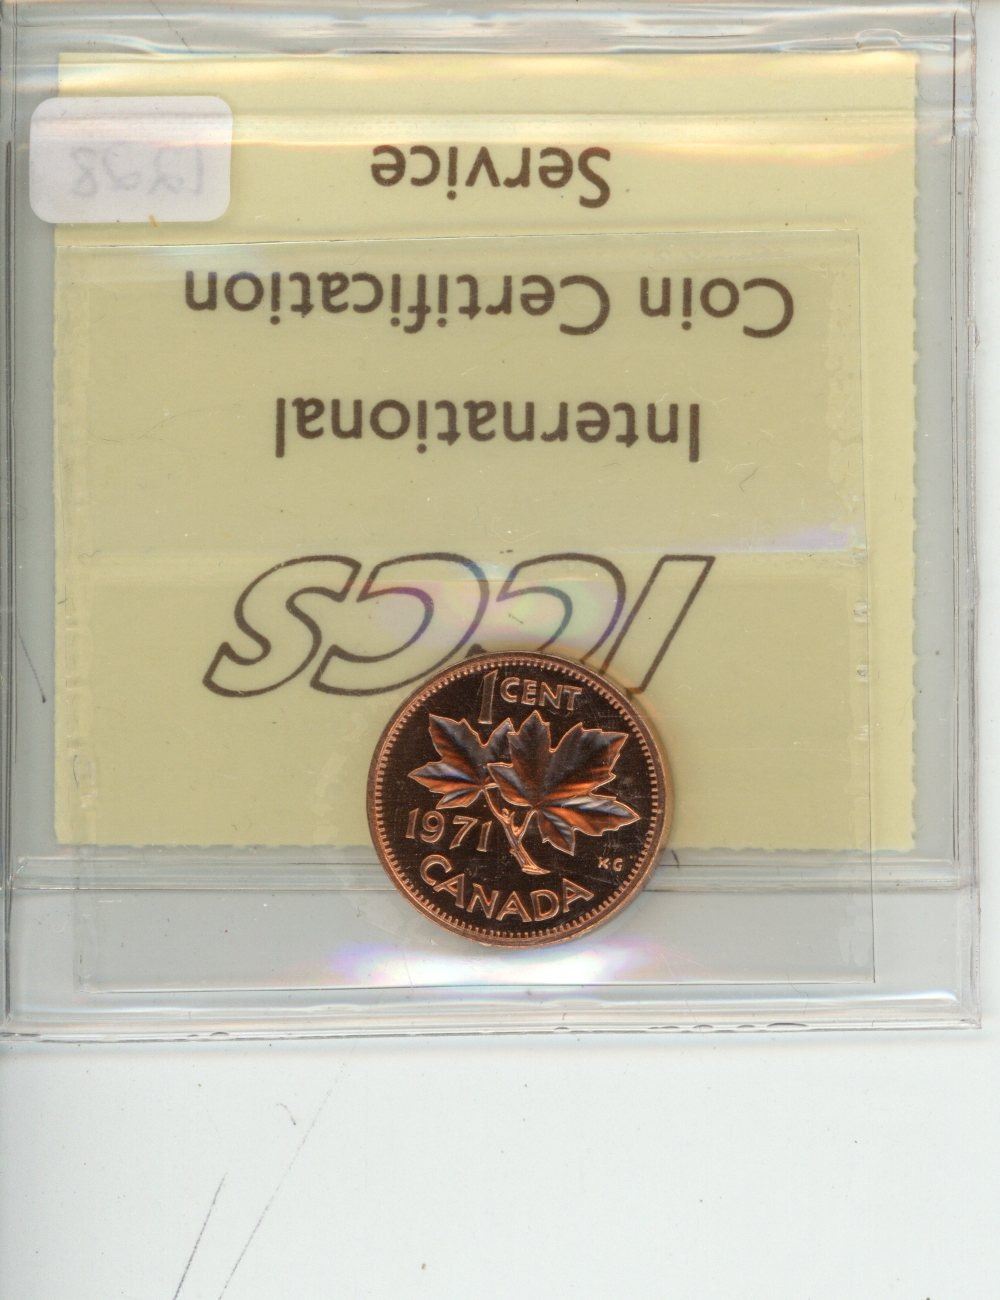 ICCS
International
Coin Certification
Service
1 CENT
1971
KG
CANADA